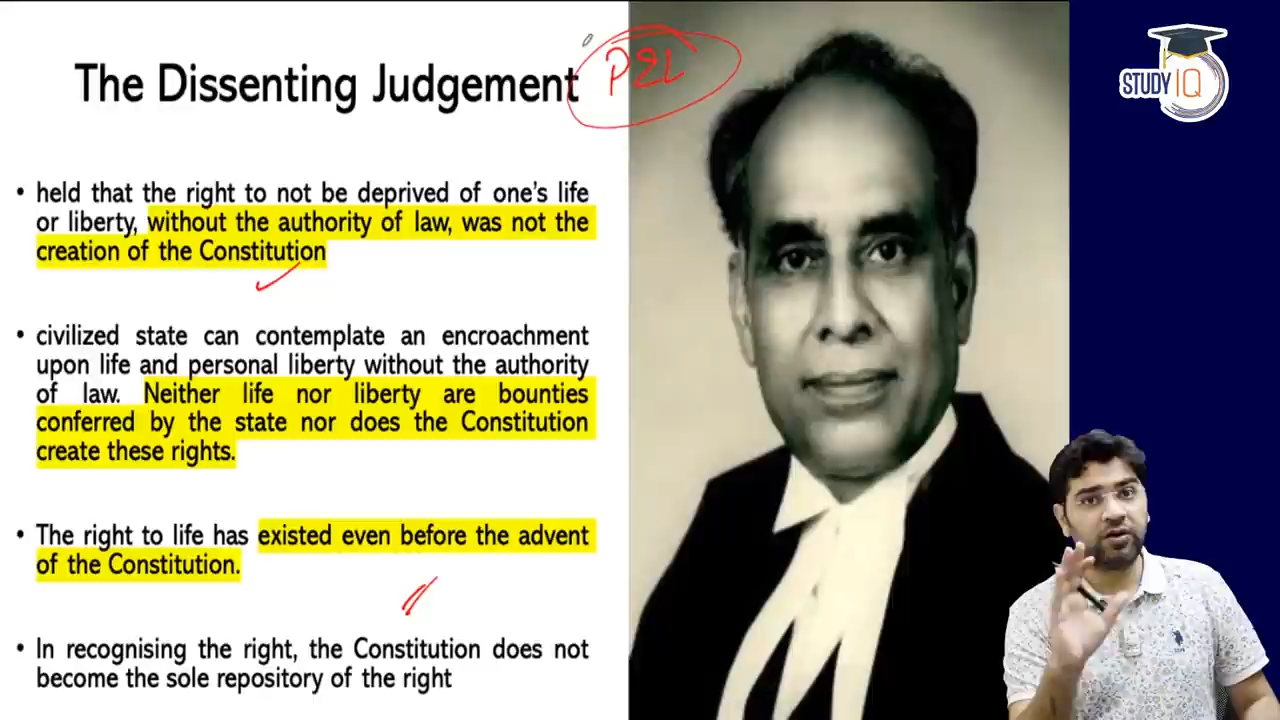 The Dissenting Judgement
PIL
STUDY IQ
• held that the right to not be deprived of one's life
or liberty, without the authority of law, was not the
creation of the Constitution
• civilized state can contemplate an encroachment
upon life and personal liberty without the authority
of law. Neither life nor liberty are bounties
conferred by the state nor does the Constitution
create these rights.
• The right to life has existed even before the advent
of the Constitution.
• In recognising the right, the Constitution does not
become the sole repository of the right